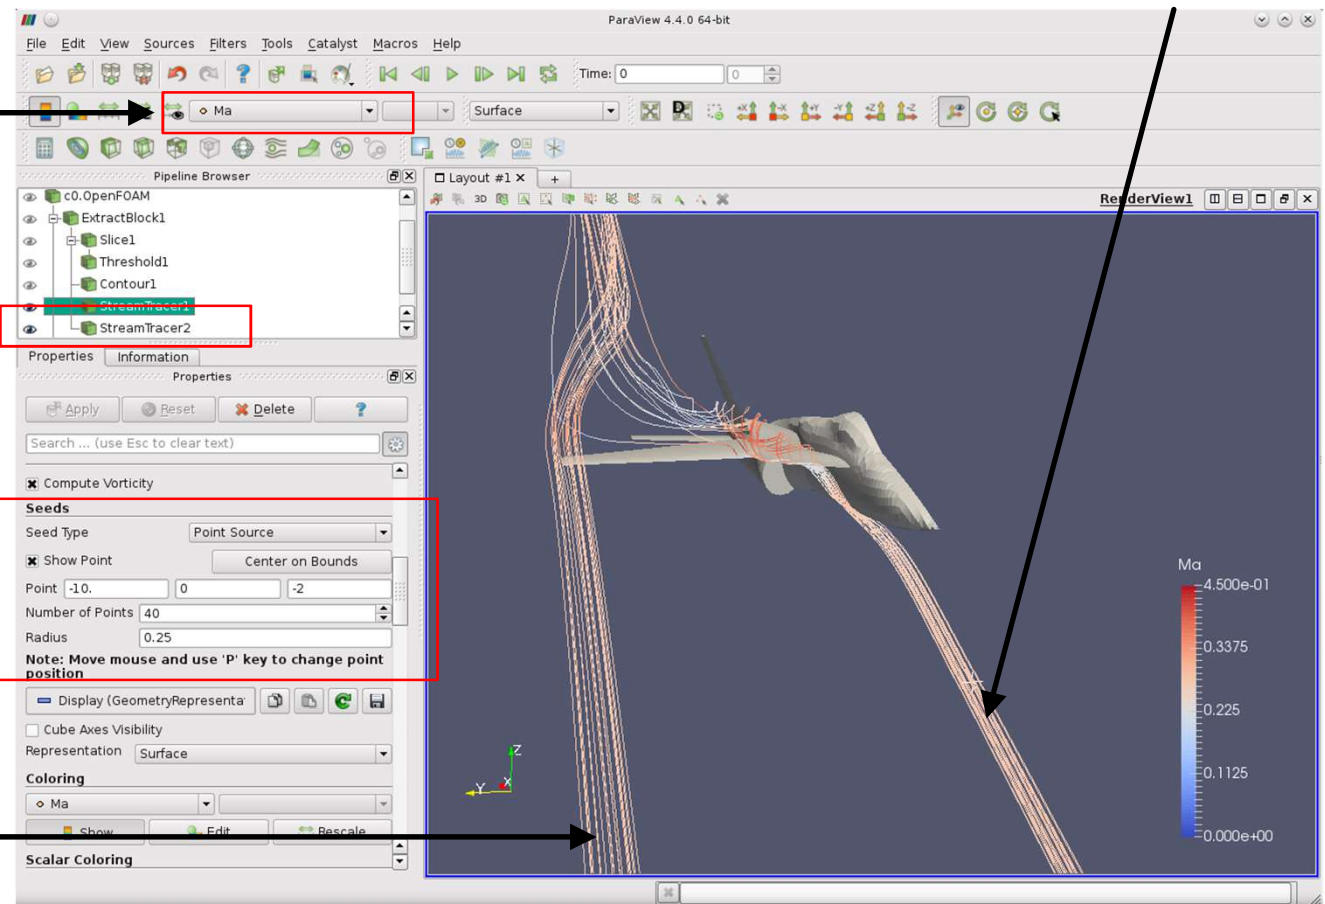 ParaView 4.4.0 64-bit
File Edit View Sources Filters Tools Catalyst Macros Help
Time: 0 0
Ma Surface
Pipeline Browser
Layout #1 +
c0.OpenFOAM
3D RenderView1
ExtractBlock1
Slice1
Threshold1
Contour1
StreamTracer1
StreamTracer2
Properties Information
Properties
Apply Reset Delete ?
Search ... (use Esc to clear text)
Compute Vorticity
Seeds
Seed Type Point Source
Show Point Center on Bounds
Point -10. 0 -2
Number of Points 40
Radius 0.25
Note: Move mouse and use 'P' key to change point
position
Display (GeometryRepresenta
Cube Axes Visibility
Representation Surface
Coloring
Ma
Show Edit Rescale
Scalar Coloring
Z
Y X
Ma
4.500e-01
0.3375
0.225
0.1125
0.000e+00